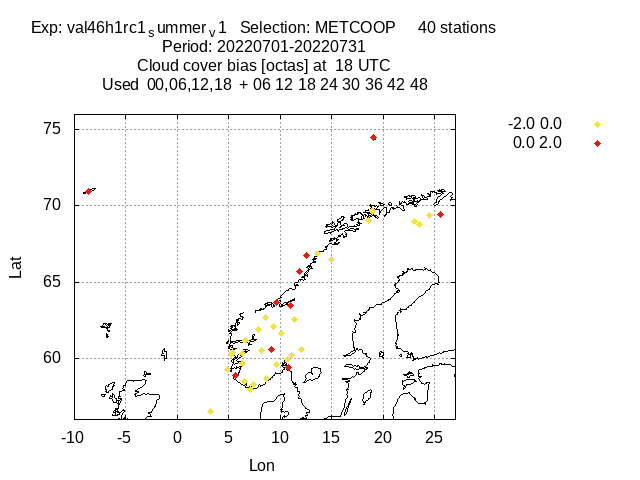 Exp: val46h1rc1summerv1 Selection: METCOOP 40 stations
Period: 20220701-20220731
Cloud cover bias [octas] at 18 UTC
Used 00,06,12,18 + 06 12 18 24 30 36 42 48
-2.0 0.0
0.0 2.0
75
70
65
60
Lat
-10 -5 0 5 10 15 20 25
Lon